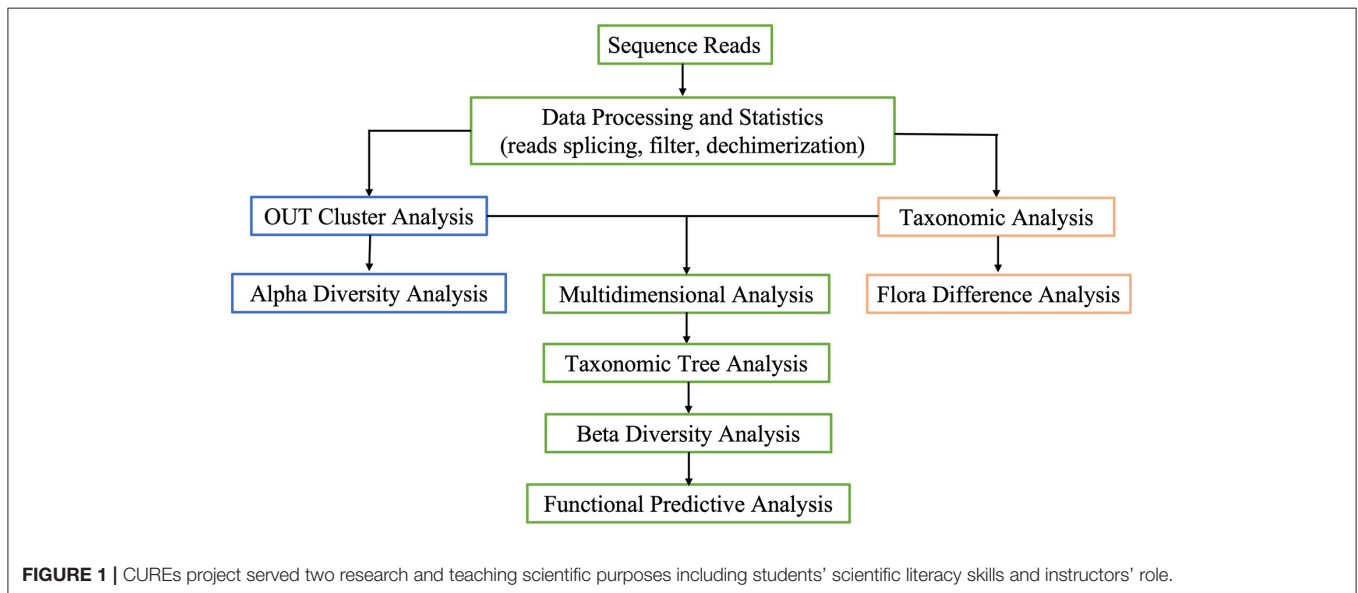 Sequence Reads
Data Processing and Statistics
(reads splicing, filter, dechimerization)
OUT Cluster Analysis
Taxonomic Analysis
Alpha Diversity Analysis
Multidimensional Analysis
Flora Difference Analysis
Taxonomic Tree Analysis
Beta Diversity Analysis
Functional Predictive Analysis
FIGURE 1 | CUREs project served two research and teaching scientific purposes including students’ scientific literacy skills and instructors’ role.